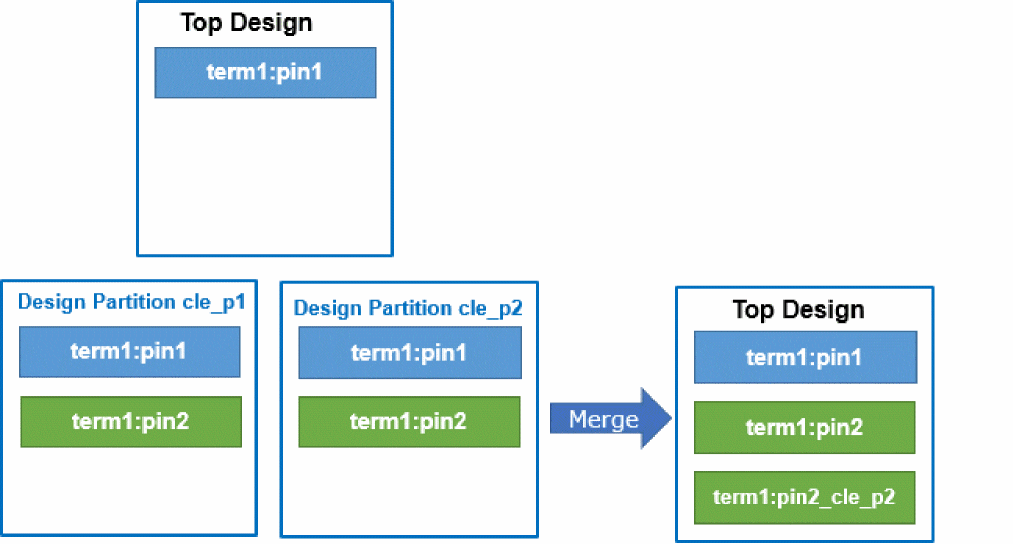 Top Design
term1:pin1
Design Partition cle_p1
term1:pin1
term1:pin2
Design Partition cle_p2
term1:pin1
term1:pin2
Merge
Top Design
term1:pin1
term1:pin2
term1:pin2_cle_p2